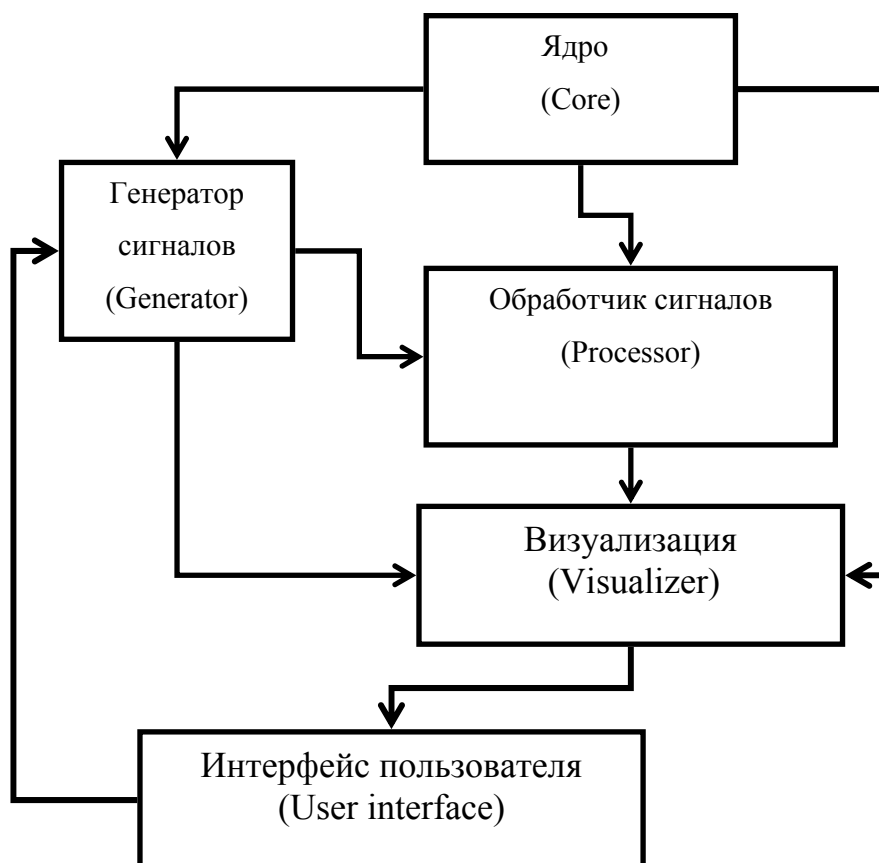 Ядро
(Core)
Генератор
сигналов
(Generator)
Обработчик сигналов
(Processor)
Визуализация
(Visualizer)
Интерфейс пользователя
(User interface)